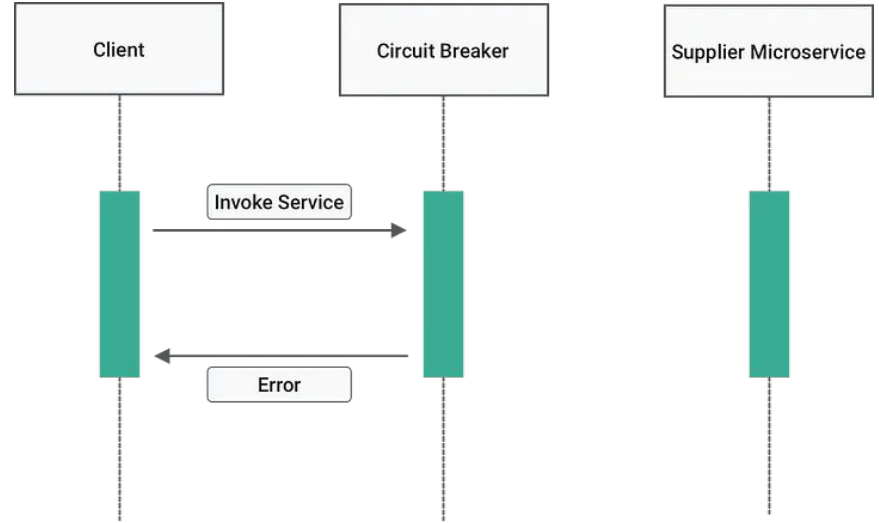 Client
Circuit Breaker
Supplier Microservice
Invoke Service
Error